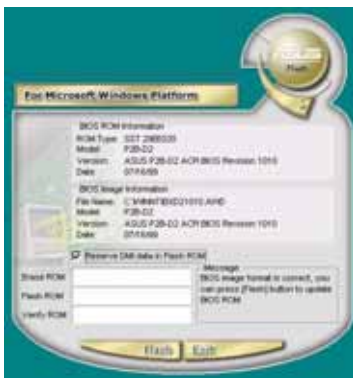 ASUS
Flash
For Microsoft Windows Platform
BIOS ROM Information
ROM Type
Model P2B-D2
Version ASUS P2B-D2 ACPI BIOS Revision 1010
Date 07/16/99
BIOS Image Information
File Name
Model P2B-D2
Version ASUS P2B-D2 ACPI BIOS Revision 1010
Date 07/16/99
Reserve DMI data in Flash ROM
Message
BIOS image format is correct, you
can press [Flash] button to update
BIOS ROM
Erase ROM
Flash ROM
Verify ROM
Flash Exit